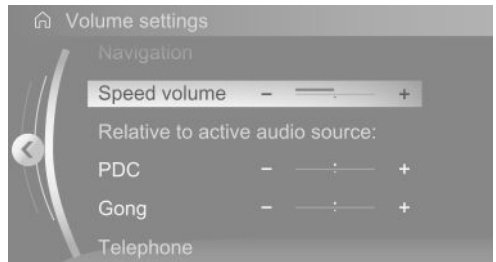 Volume settings
Navigation
Speed volume - +
Relative to active audio source:
PDC - +
Gong - +
Telephone